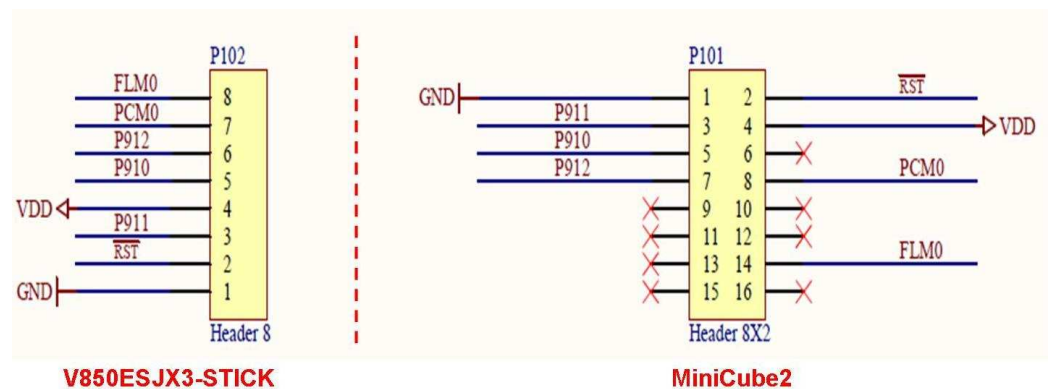 P102
FLM0
8
PCM0
7
P912
6
P910
5
VDD
4
P911
3
RST
2
GND
1
Header 8
V850ESJX3-STICK
P101
GND
1 2
RST
P911
3 4
VDD
P910
5 6
P912
7 8
PCM0
9 10
11 12
13 14
FLM0
15 16
Header 8X2
MiniCube2